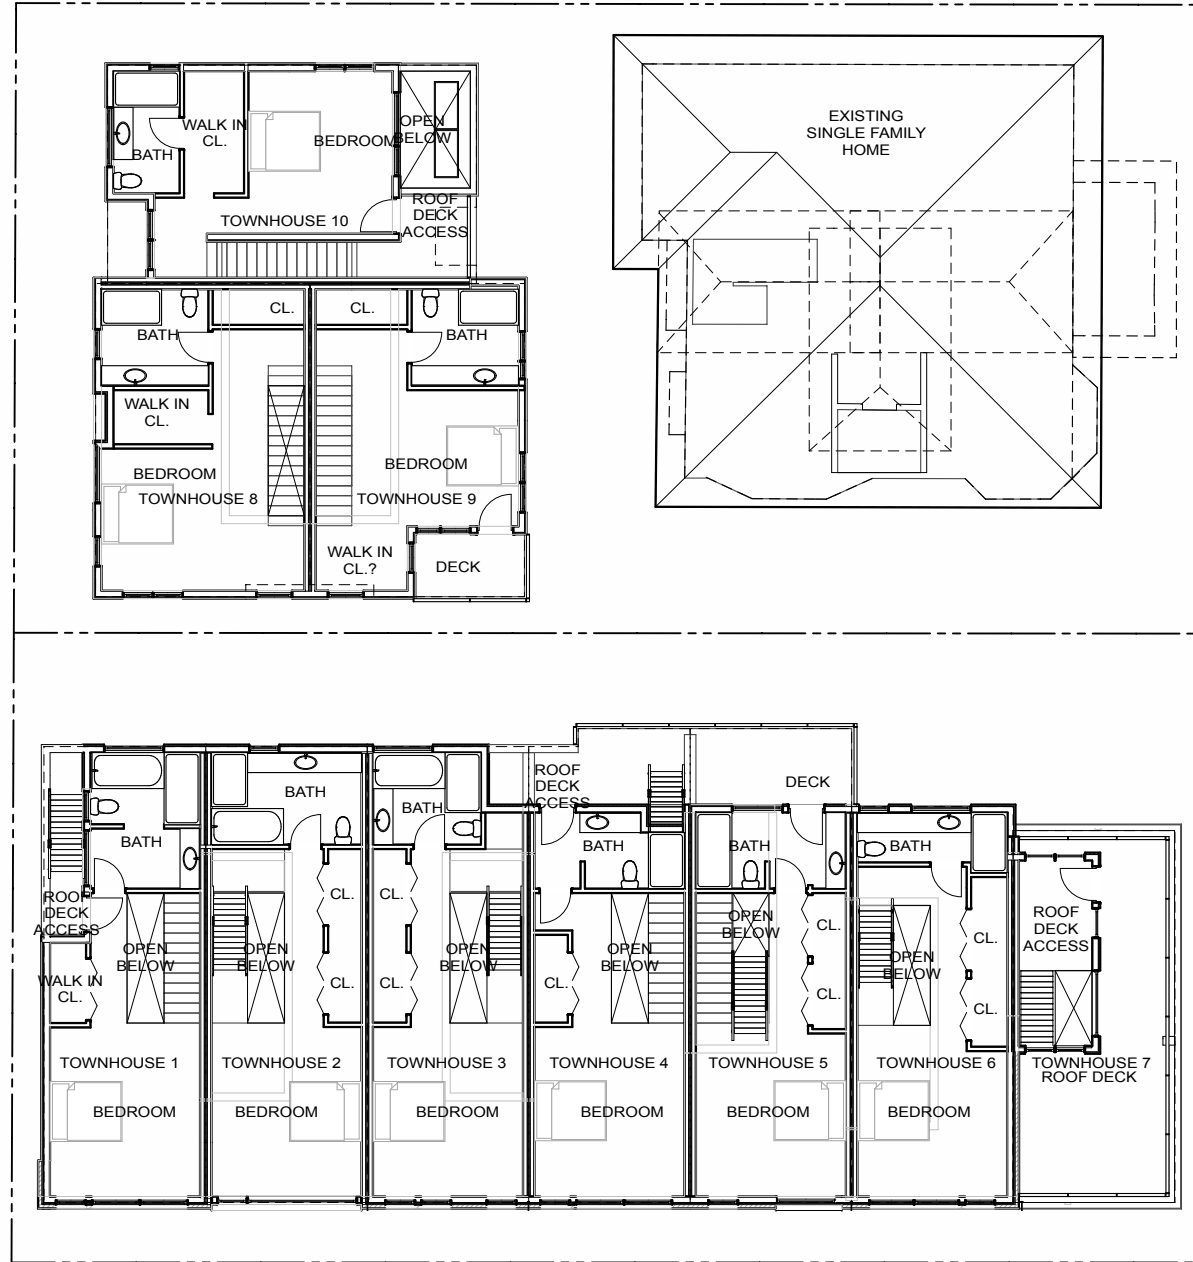 EXISTING
SINGLE FAMILY
HOME
WALK IN
CL.
BATH
BEDROOM
OPEN
BELOW
ROOF
DECK
ACCESS
TOWNHOUSE 10
CL.
CL.
BATH
BATH
WALK IN
CL.
BEDROOM
TOWNHOUSE 8
BEDROOM
TOWNHOUSE 9
WALK IN
CL.?
DECK
ROOF
DECK
ACCESS
DECK
BATH
BATH
BATH
BATH
BATH
BATH
BATH
ROOF
DECK
ACCESS
WALK IN
CL.
OPEN
BELOW
OPEN
BELOW
CL.
CL.
CL.
CL.
OPEN
BELOW
CL.
OPEN
BELOW
OPEN
BELOW
CL.
CL.
OPEN
BELOW
CL.
CL.
ROOF
DECK
ACCESS
TOWNHOUSE 1
TOWNHOUSE 2
TOWNHOUSE 3
TOWNHOUSE 4
TOWNHOUSE 5
TOWNHOUSE 6
TOWNHOUSE 7
ROOF DECK
BEDROOM
BEDROOM
BEDROOM
BEDROOM
BEDROOM
BEDROOM